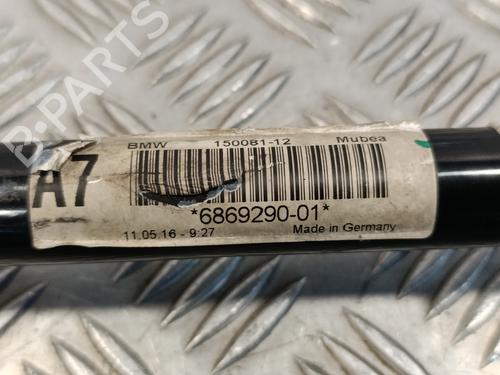 B-PARTS
BMW 150081-12 Mubea
A7
*6869290-01*
11.05.16 - 9:27 Made in Germany